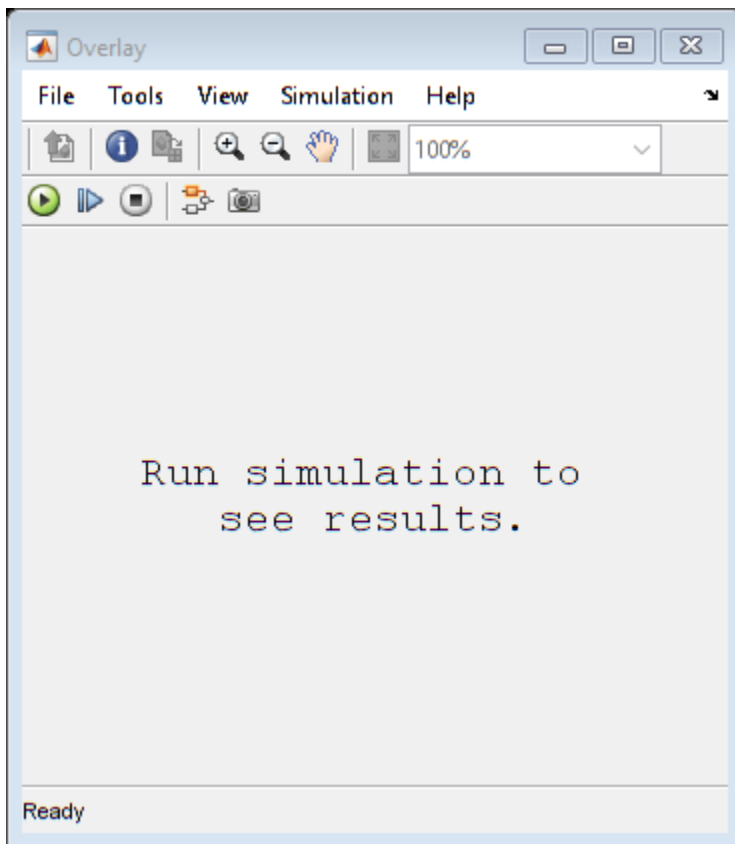 Overlay
File Tools View Simulation Help
100%
Run simulation to
see results.
Ready